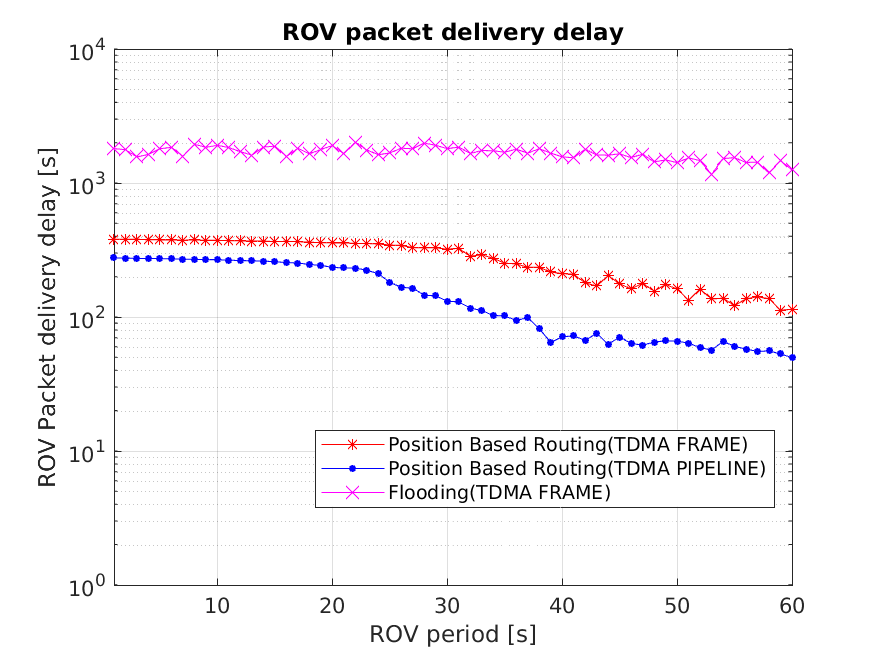 ROV packet delivery delay
ROV Packet delivery delay [s]
10^4
10^3
10^2
10^1
10^0
Position Based Routing(TDMA FRAME)
Position Based Routing(TDMA PIPELINE)
Flooding(TDMA FRAME)
10 20 30 40 50 60
ROV period [s]